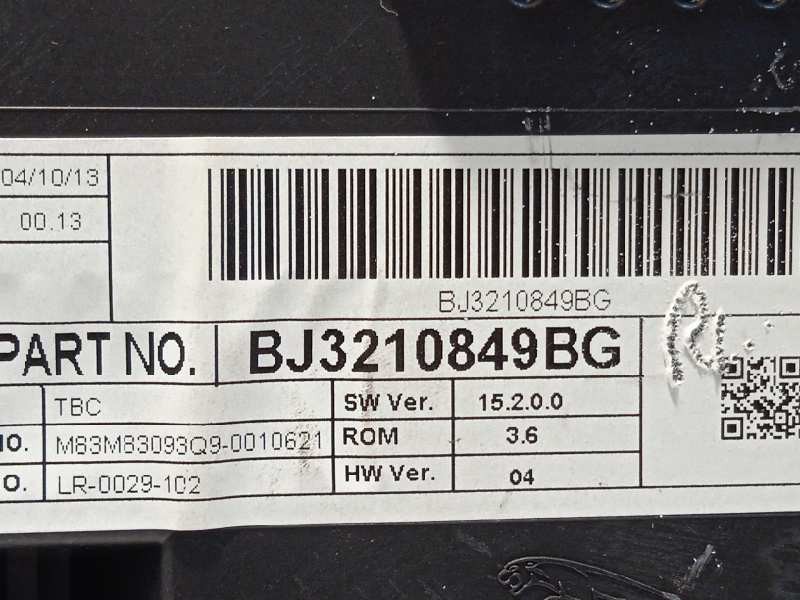 04/10/13
00.13
BJ3210849BG
PART NO. BJ3210849BG
TBC SW Ver. 15.2.0.0
M83M83093Q9-0010621 ROM 3.6
LR-0029-102 HW Ver. 04